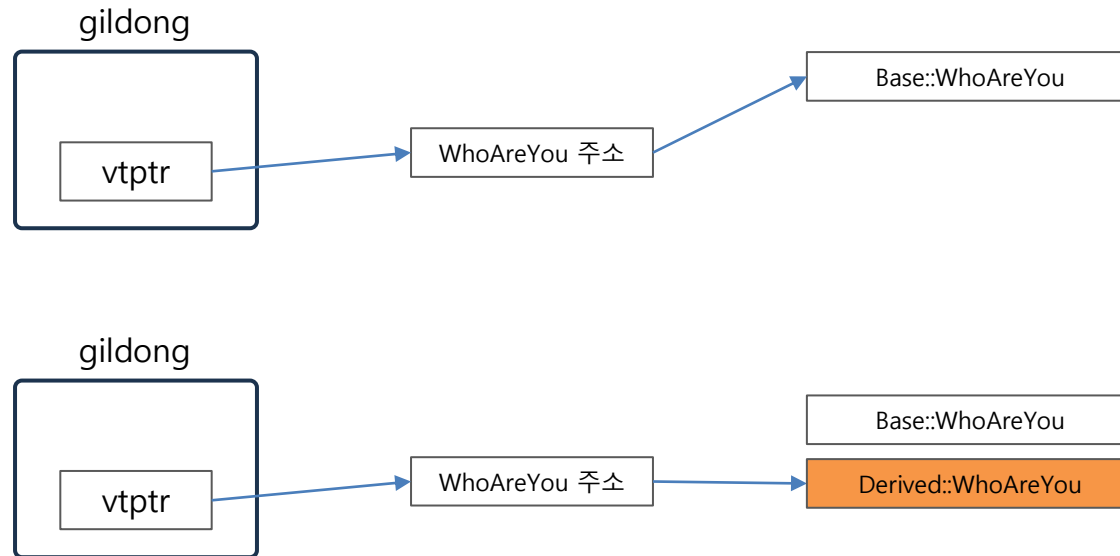 gildong
Base::WhoAreYou
WhoAreYou 주소
vtptr
gildong
Base::WhoAreYou
vtptr
WhoAreYou 주소
Derived::WhoAreYou